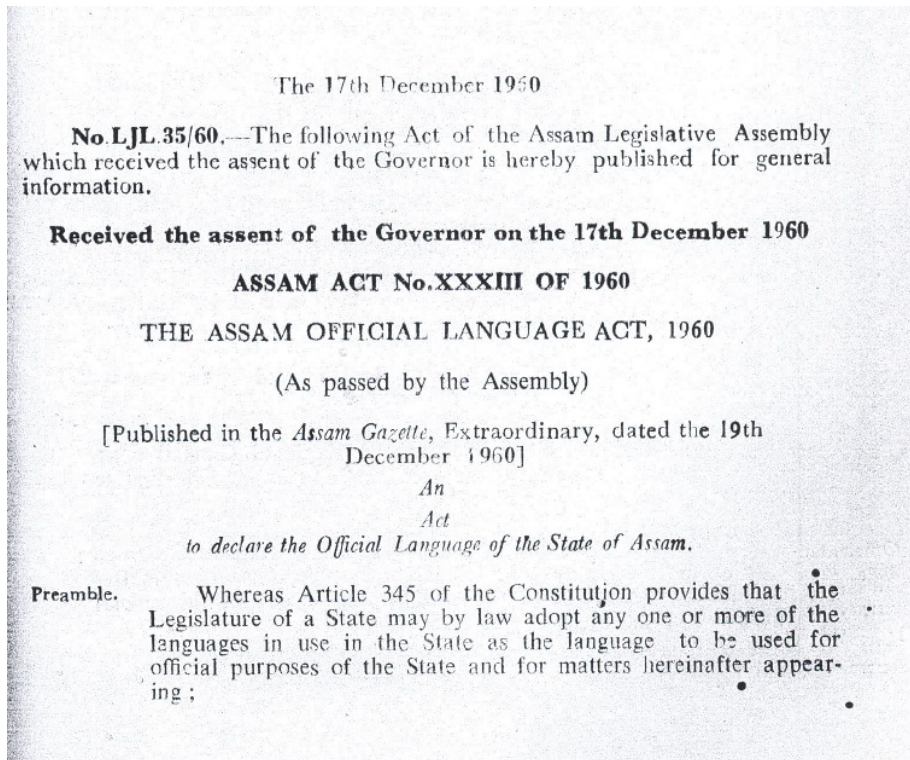 The 17th December 1960
No.LJL.35/60.—The following Act of the Assam Legislative Assembly
which received the assent of the Governor is hereby published for general
information.
Received the assent of the Governor on the 17th December 1960
ASSAM ACT No.XXXIII OF 1960
THE ASSAM OFFICIAL LANGUAGE ACT, 1960
(As passed by the Assembly)
[Published in the Assam Gazette, Extraordinary, dated the 19th
December 1960]
An
Act
to declare the Official Language of the State of Assam.
Preamble. Whereas Article 345 of the Constitution provides that the
Legislature of a State may by law adopt any one or more of the
languages in use in the State as the language to be used for
official purposes of the State and for matters hereinafter appear-
ing ;